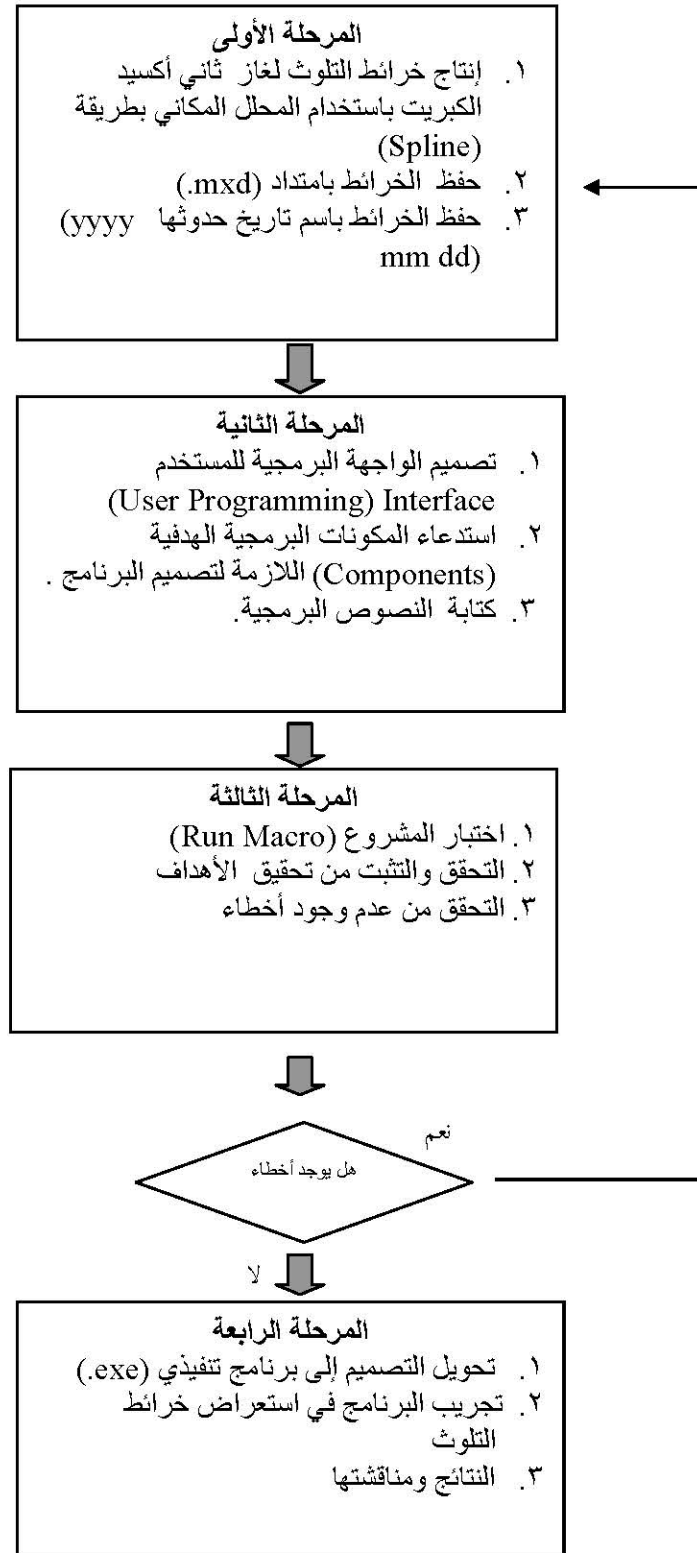 المرحلة الأولى
١. إنتاج خرائط التلوث لغاز ثاني أكسيد
الكبريت باستخدام المحلل المكاني بطريقة
(Spline)
٢. حفظ الخرائط بامتداد (.mxd)
٣. حفظ الخرائط باسم تاريخ حدوثها (yyyy
mm dd)
المرحلة الثانية
١. تصميم الواجهة البرمجية للمستخدم
(User Programming) Interface
٢. استدعاء المكونات البرمجية الهدفية
(Components) اللازمة لتصميم البرنامج .
٣. كتابة النصوص البرمجية.
المرحلة الثالثة
١. اختبار المشروع (Run Macro)
٢. التحقق والتثبت من تحقيق الأهداف
٣. التحقق من عدم وجود أخطاء
نعم
هل يوجد أخطاء
لا
المرحلة الرابعة
١. تحويل التصميم إلى برنامج تنفيذي (.exe)
٢. تجريب البرنامج في استعراض خرائط
التلوث
٣. النتائج ومناقشتها